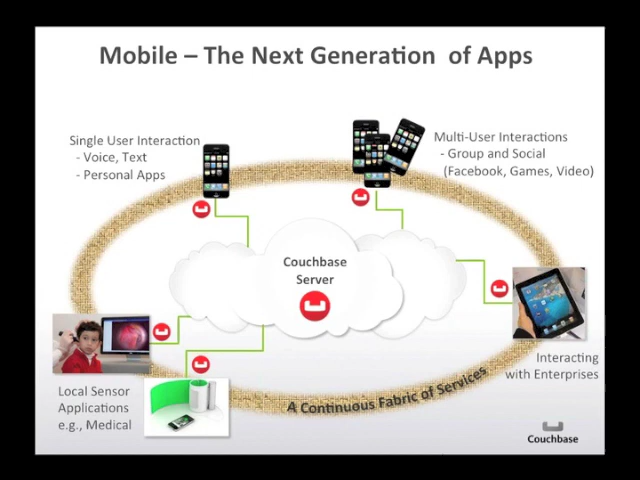 Mobile – The Next Generation of Apps
Single User Interaction
- Voice, Text
- Personal Apps
Multi-User Interactions
- Group and Social
(Facebook, Games, Video)
Couchbase
Server
Interacting
with Enterprises
Local Sensor
Applications
e.g., Medical
A Continuous Fabric of Services
Couchbase